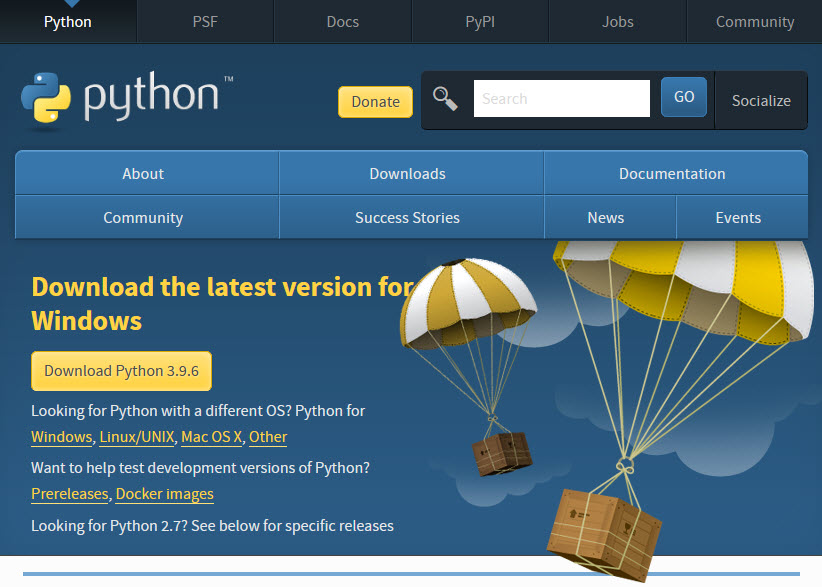 Python PSF Docs PyPI Jobs Community
python™
Donate Search GO Socialize
About Downloads Documentation
Community Success Stories News Events
Download the latest version for
Windows
Download Python 3.9.6
Looking for Python with a different OS? Python for
Windows, Linux/UNIX, Mac OS X, Other
Want to help test development versions of Python?
Prereleases, Docker images
Looking for Python 2.7? See below for specific releases